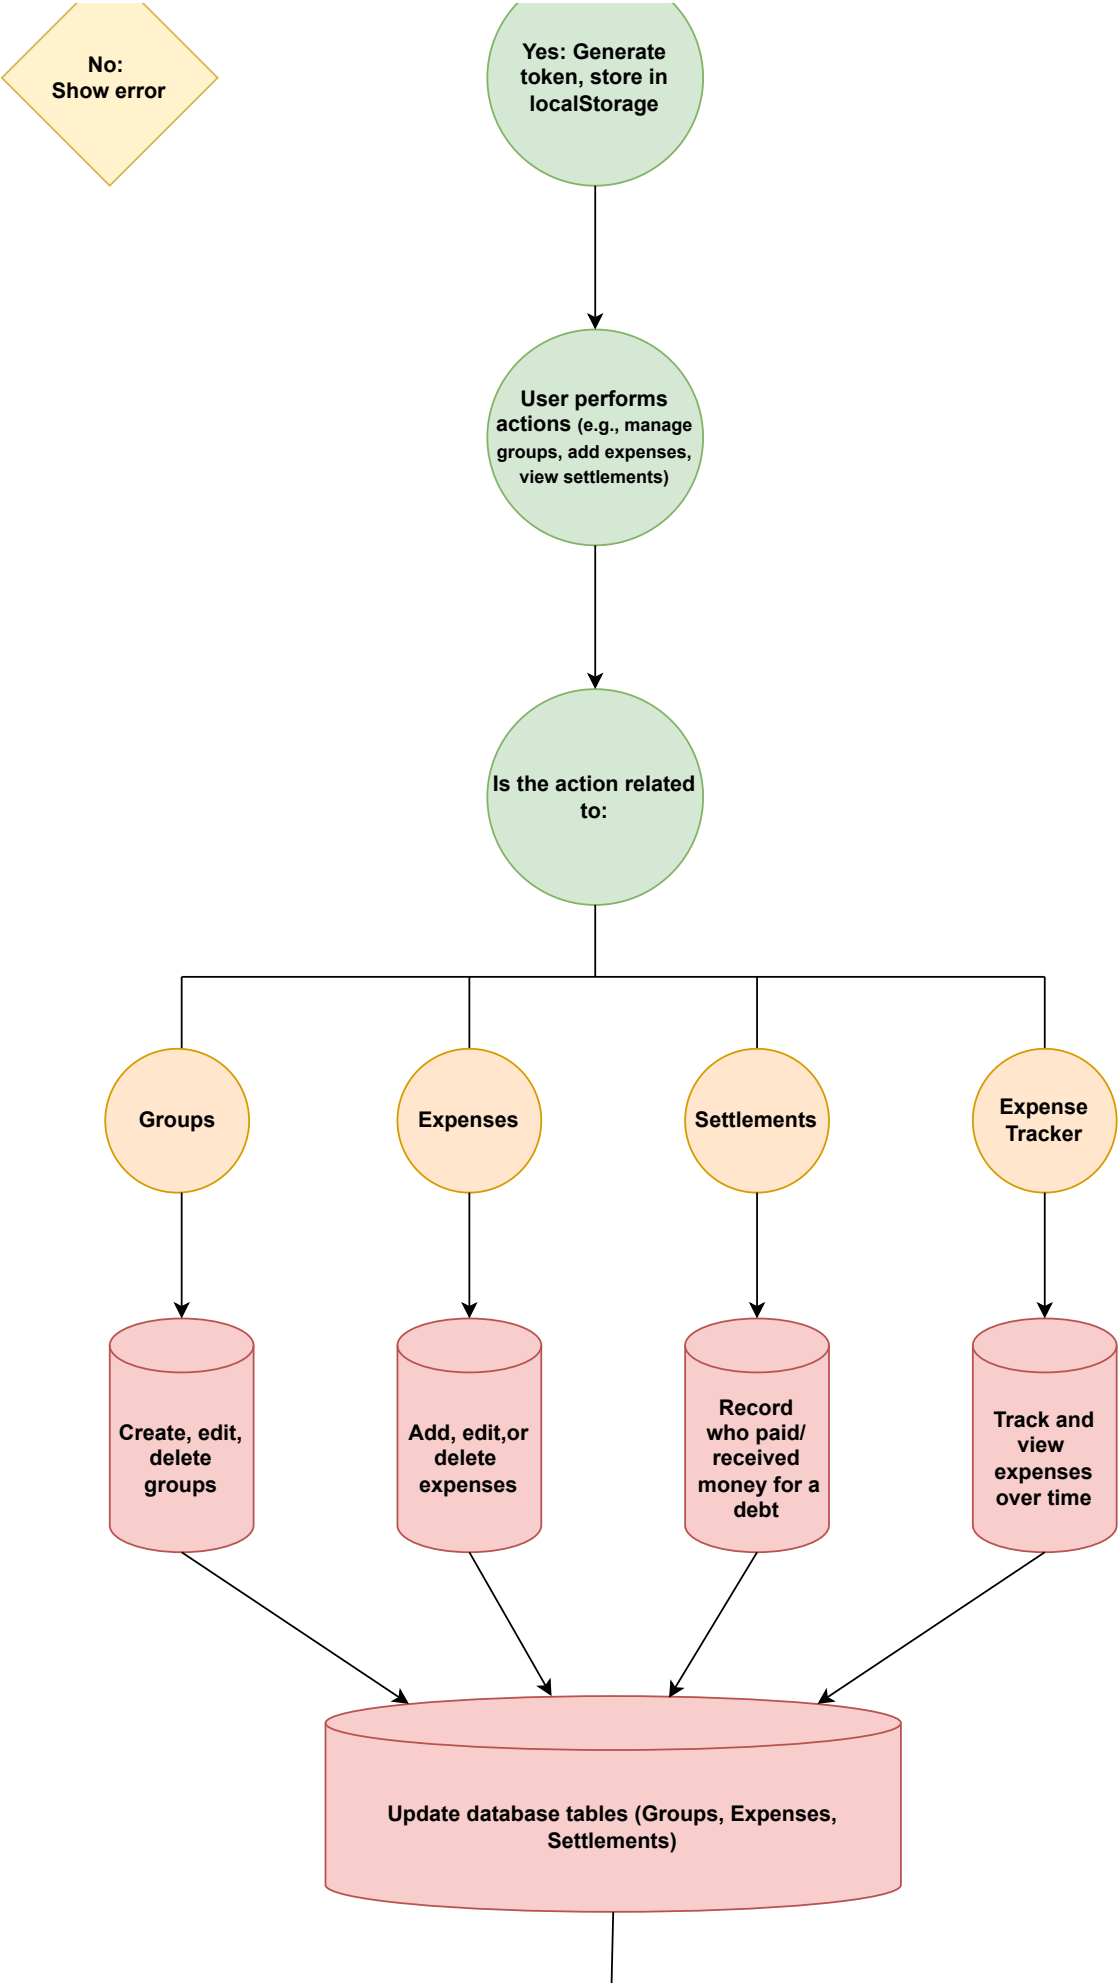 No:
Show error
Yes: Generate
token, store in
localStorage
User performs
actions (e.g., manage
groups, add expenses,
view settlements)
Is the action related
to:
Groups
Expenses
Settlements
Expense
Tracker
Create, edit,
delete
groups
Add, edit,or
delete
expenses
Record
who paid/
received
money for a
debt
Track and
view
expenses
over time
Update database tables (Groups, Expenses,
Settlements)